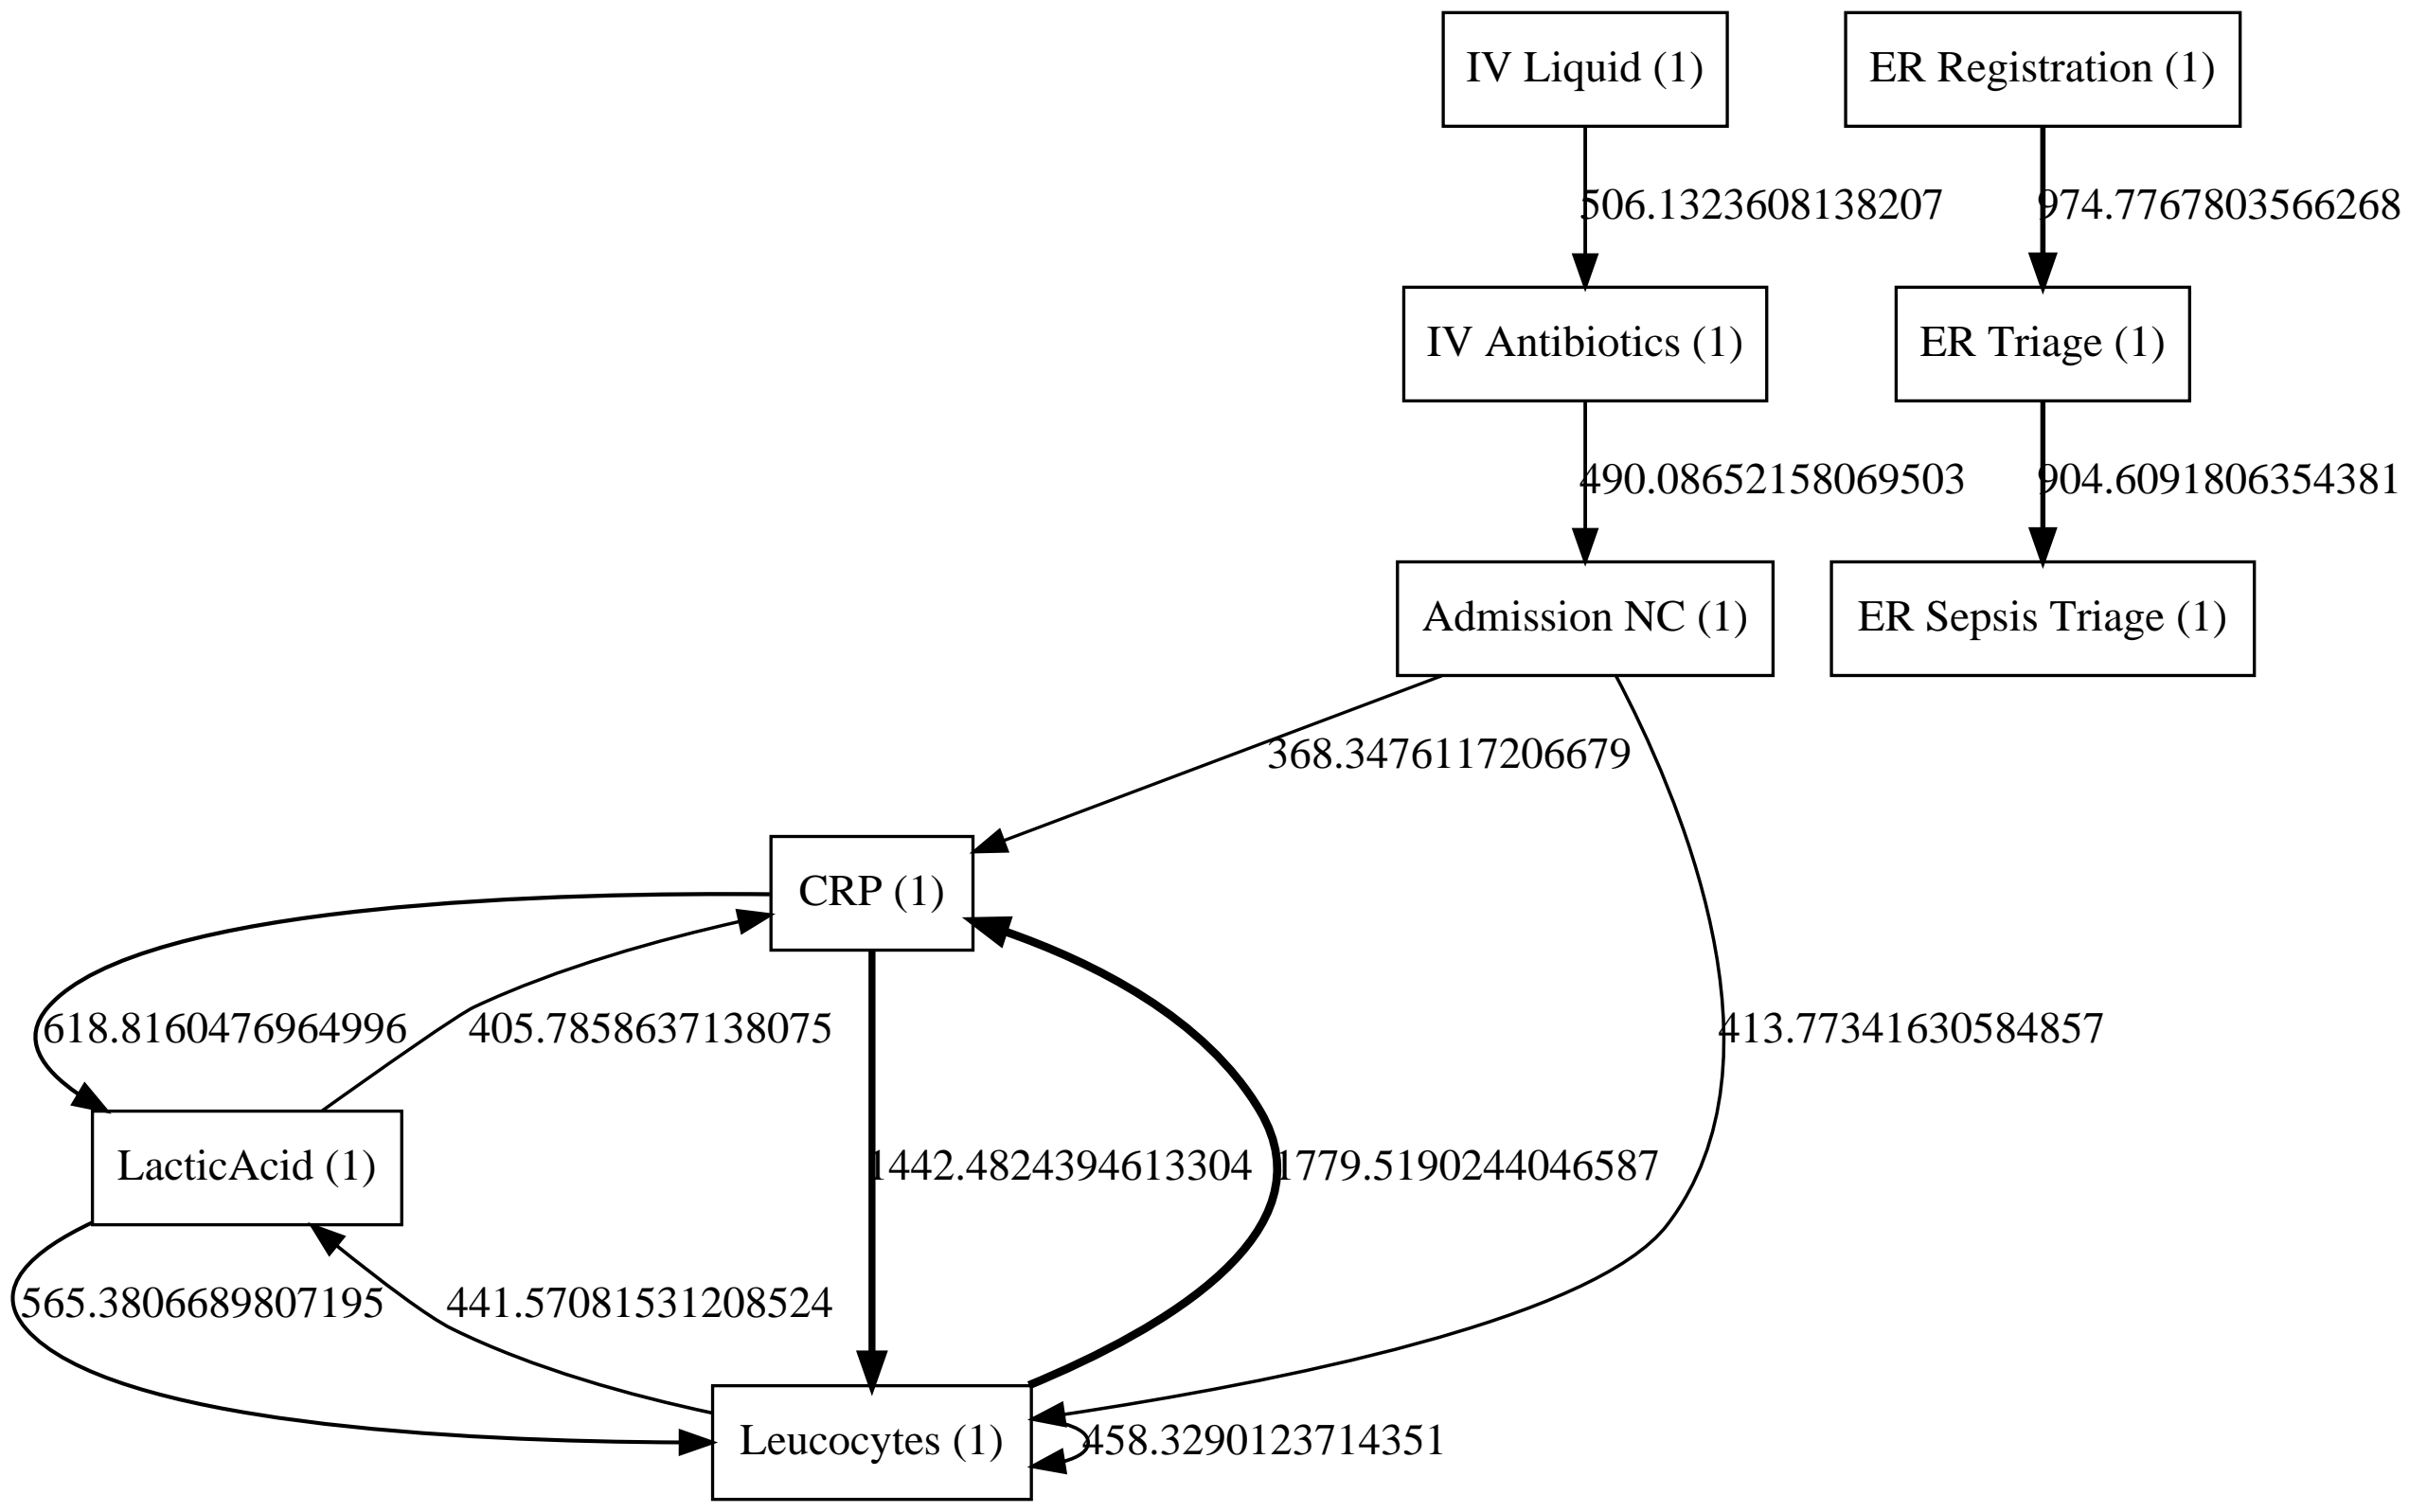 IV Liquid (1)
ER Registration (1)
506.1323608138207
974.7767803566268
IV Antibiotics (1)
ER Triage (1)
490.08652158069503
904.6091806354381
Admission NC (1)
ER Sepsis Triage (1)
368.3476117206679
CRP (1)
618.8160476964996
405.7858637138075
413.77341630584857
LacticAcid (1)
1442.4824394613304
1779.5190244046587
565.3806689807195
441.57081531208524
Leucocytes (1)
458.3290123714351